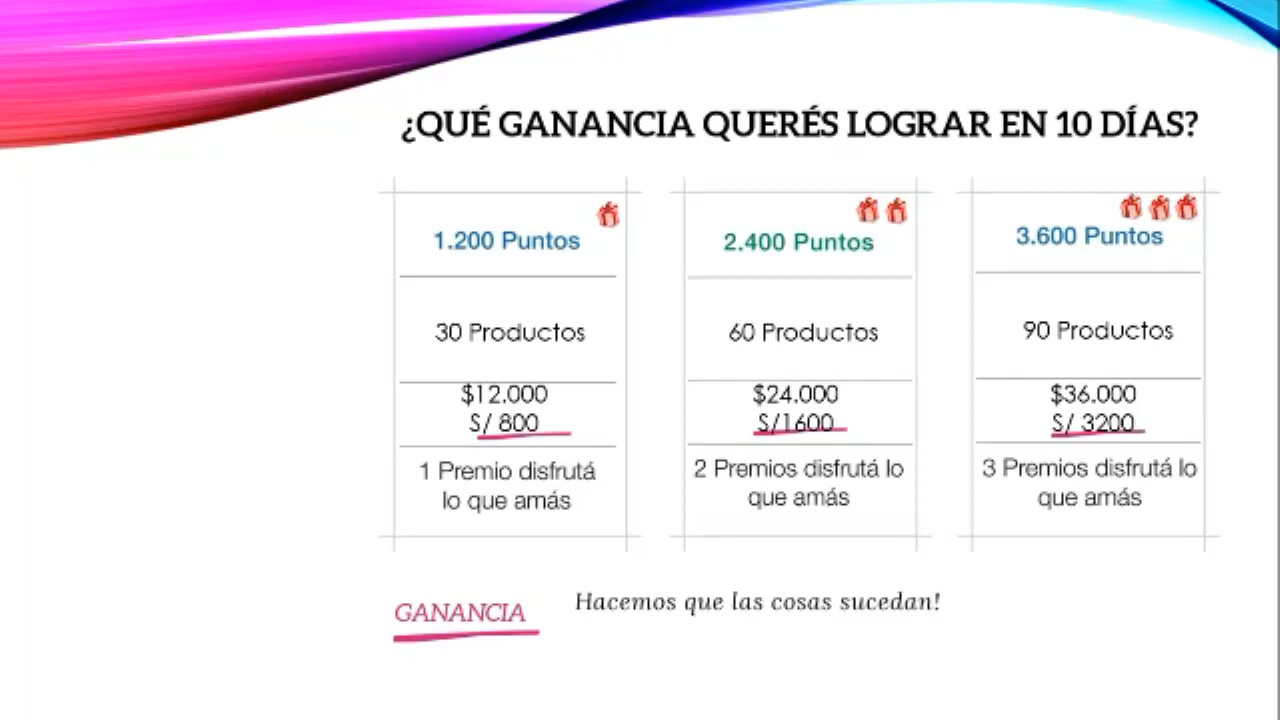 ¿QUÉ GANANCIA QUERÉS LOGRAR EN 10 DÍAS?
1.200 Puntos
30 Productos
$12.000
S/ 800
1 Premio disfrutá
lo que amás
2.400 Puntos
60 Productos
$24.000
S/1600
2 Premios disfrutá lo
que amás
3.600 Puntos
90 Productos
$36.000
S/ 3200
3 Premios disfrutá lo
que amás
GANANCIA
Hacemos que las cosas sucedan!